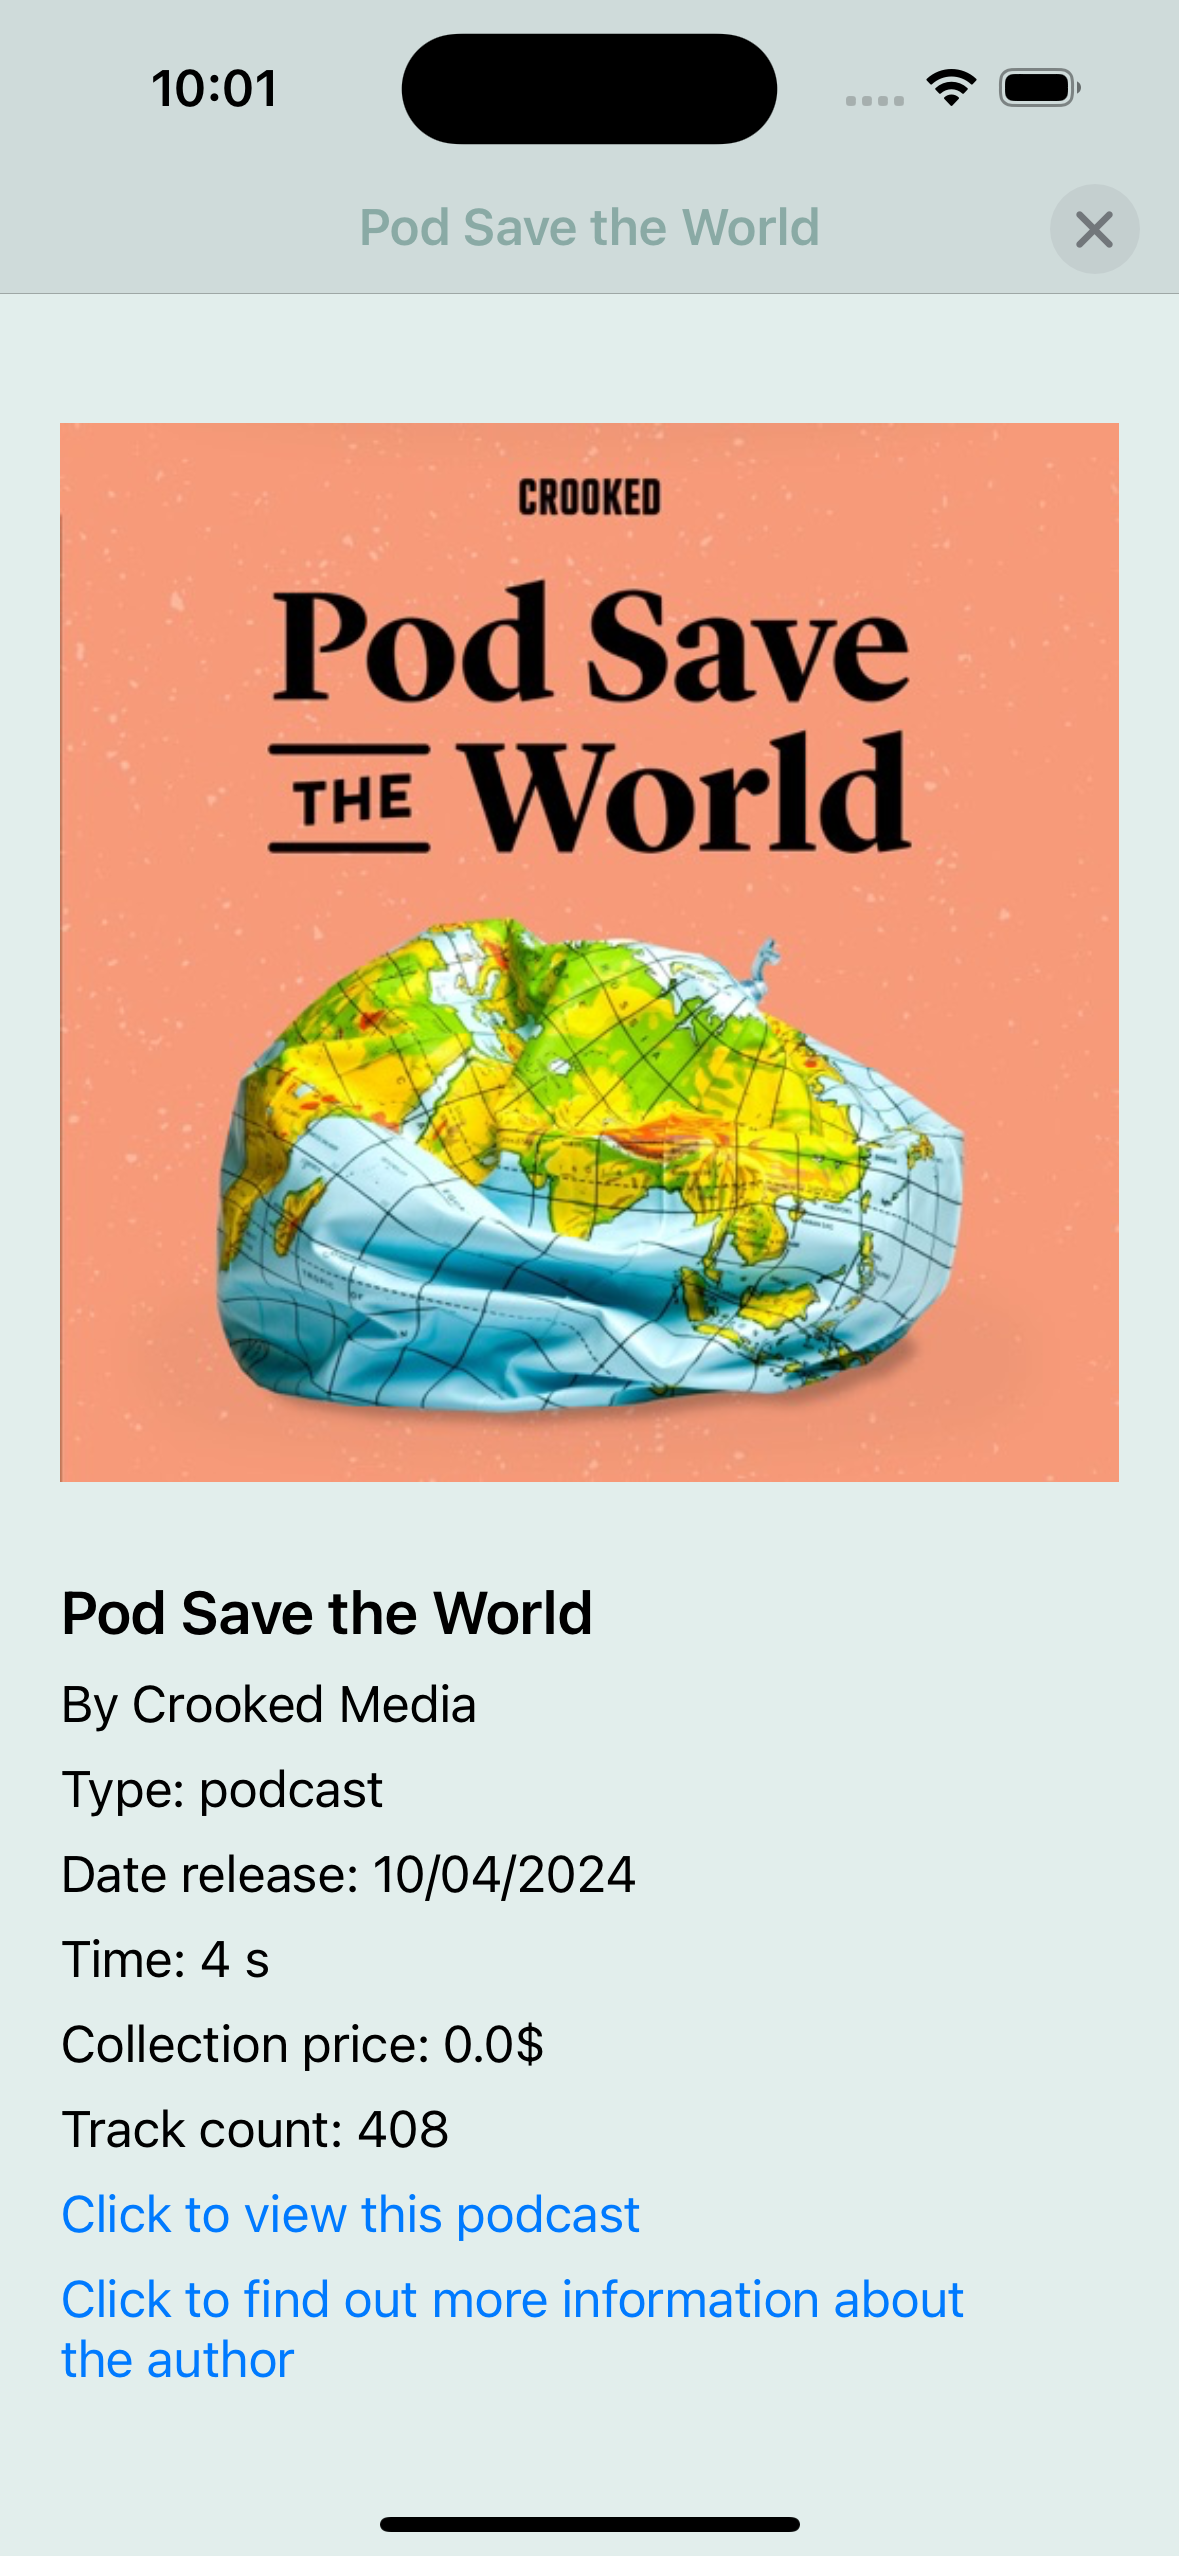 10:01
Pod Save the World
CROOKED
Pod Save
THE World
Pod Save the World
By Crooked Media
Type: podcast
Date release: 10/04/2024
Time: 4 s
Collection price: 0.0$
Track count: 408
Click to view this podcast
Click to find out more information about
the author